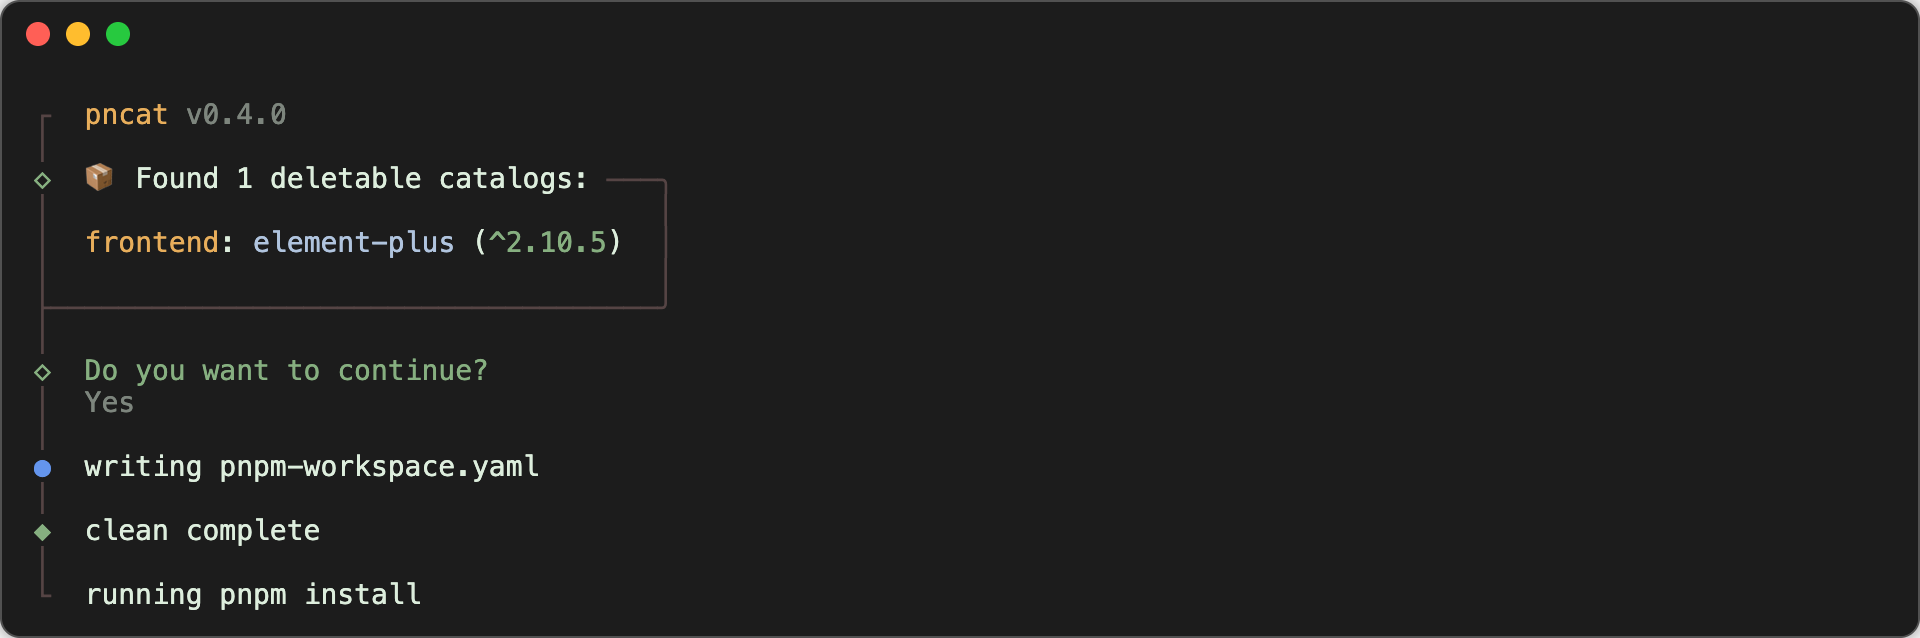 pncat v0.4.0
📦 Found 1 deletable catalogs:
frontend: element-plus (^2.10.5)
Do you want to continue?
Yes
writing pnpm-workspace.yaml
clean complete
running pnpm install